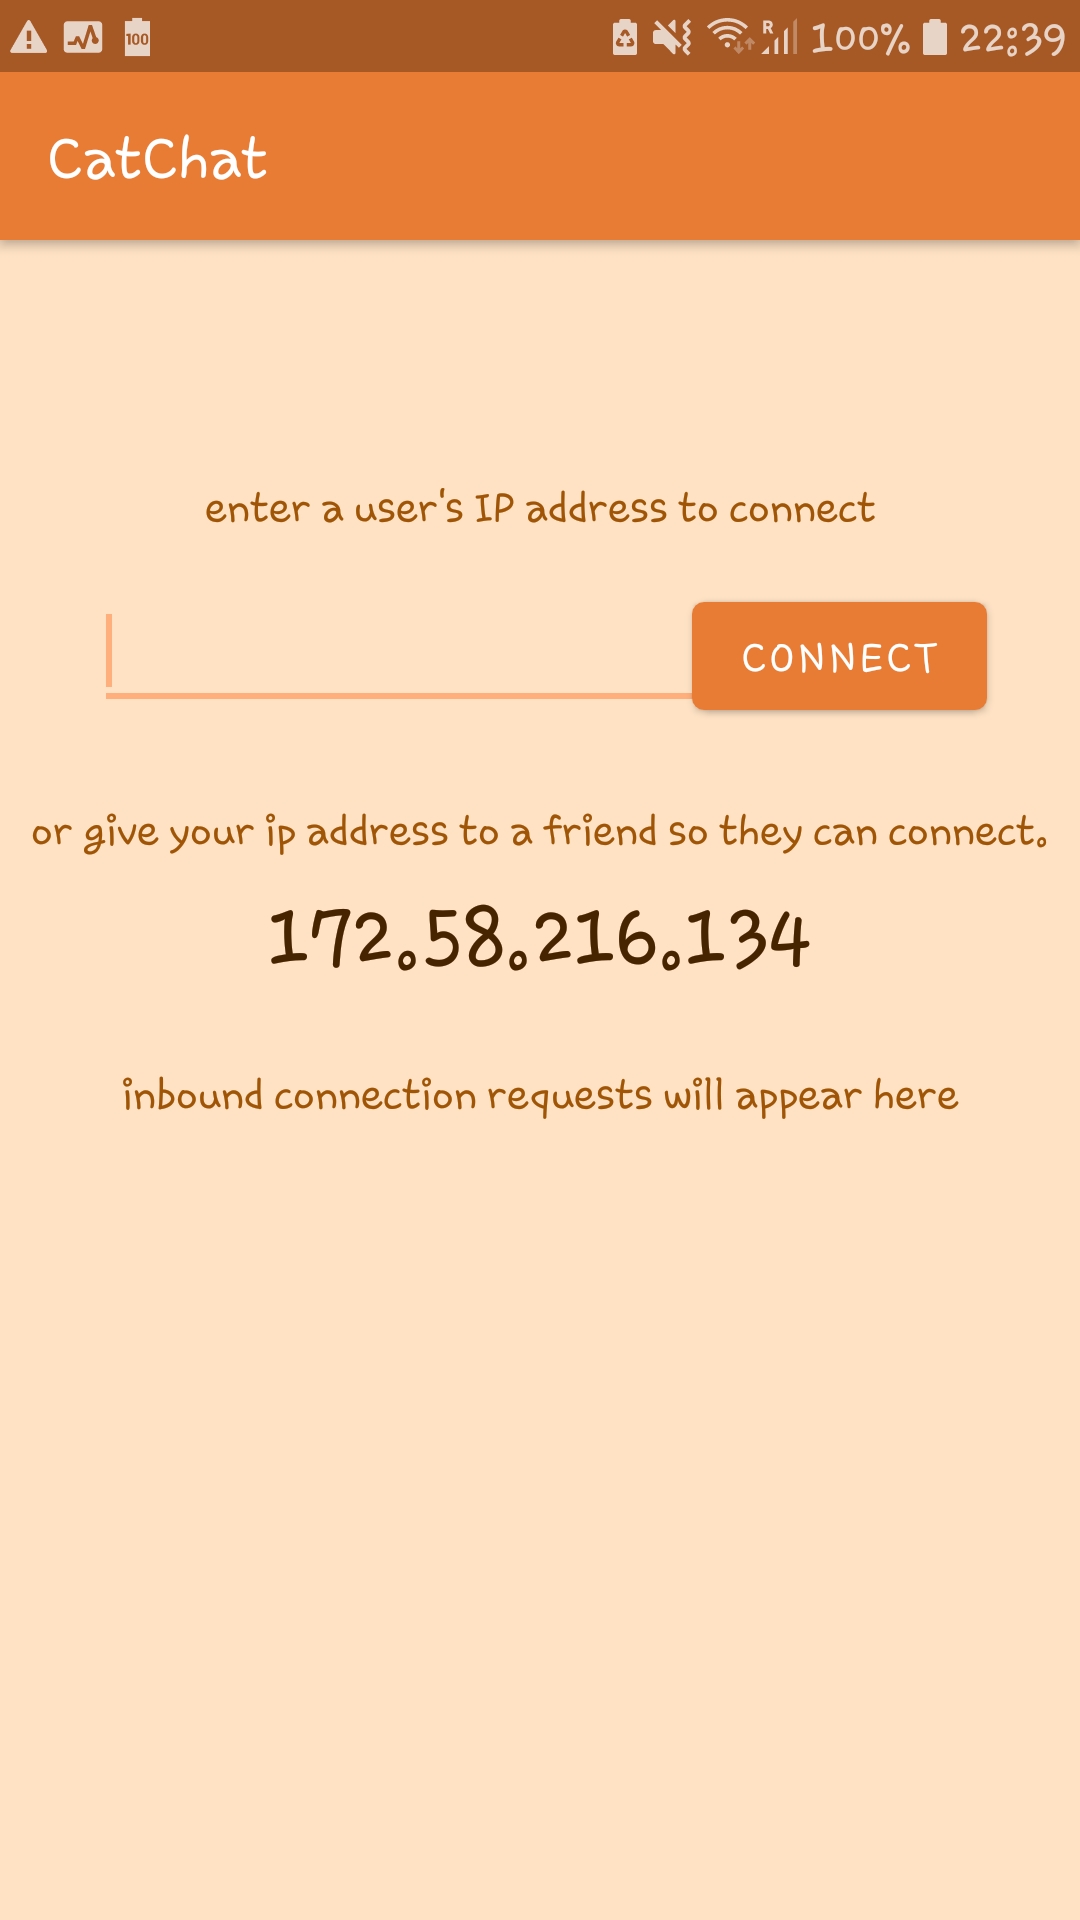 100 R 100% 22:39
CatChat
enter a user's IP address to connect
CONNECT
or give your ip address to a friend so they can connect.
172.58.216.134
inbound connection requests will appear here